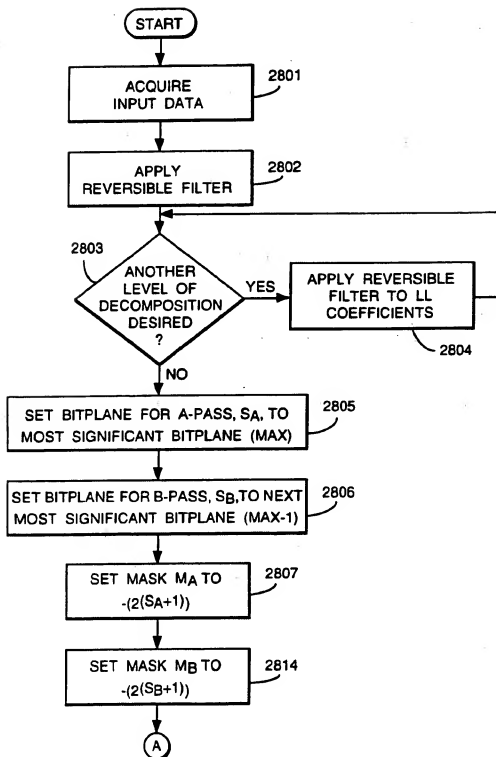 START
ACQUIRE
INPUT DATA
2801
APPLY
REVERSIBLE FILTER
2802
2803
ANOTHER
LEVEL OF
DECOMPOSITION
DESIRED
?
YES
APPLY REVERSIBLE
FILTER TO LL
COEFFICIENTS
2804
NO
SET BITPLANE FOR A-PASS, SA, TO
MOST SIGNIFICANT BITPLANE (MAX)
2805
SET BITPLANE FOR B-PASS, SB,TO NEXT
MOST SIGNIFICANT BITPLANE (MAX-1)
2806
SET MASK MA TO
-(2(SA+1))
2807
SET MASK MB TO
-(2(SB+1))
2814
A